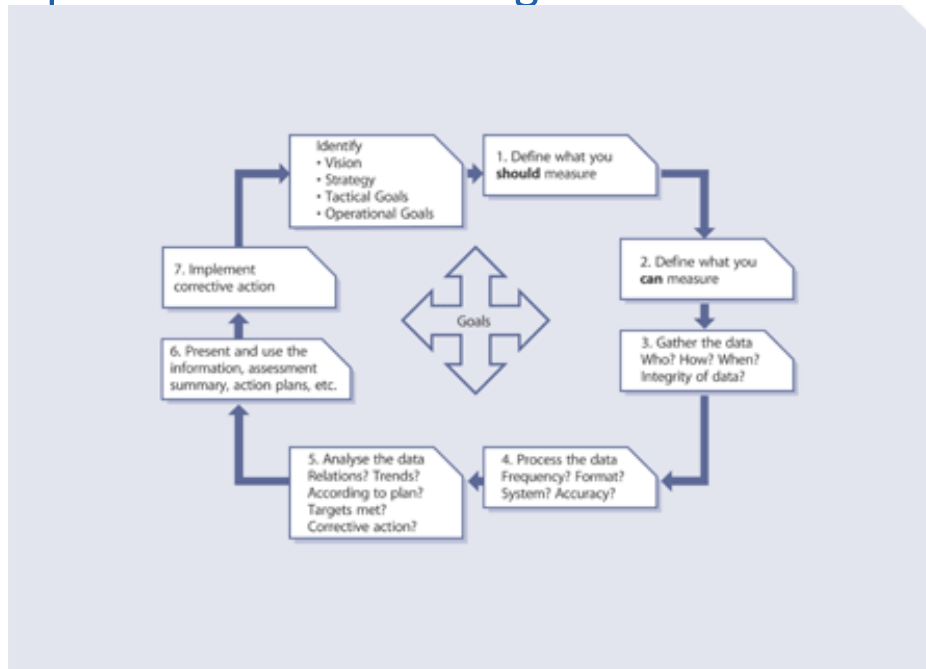 Identify
• Vision
• Strategy
• Tactical Goals
• Operational Goals
1. Define what you
should measure
2. Define what you
can measure
3. Gather the data
Who? How? When?
Integrity of data?
4. Process the data
Frequency? Format?
System? Accuracy?
5. Analyse the data
Relations? Trends?
According to plan?
Targets met?
Corrective action?
6. Present and use the
information, assessment
summary, action plans, etc.
7. Implement
corrective action
Goals